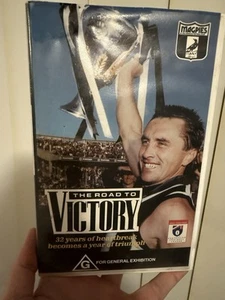 MAGPIES
THE ROAD TO
VICTORY
32 years of heartbreak
becomes a year of triumph
G
FOR GENERAL EXHIBITION